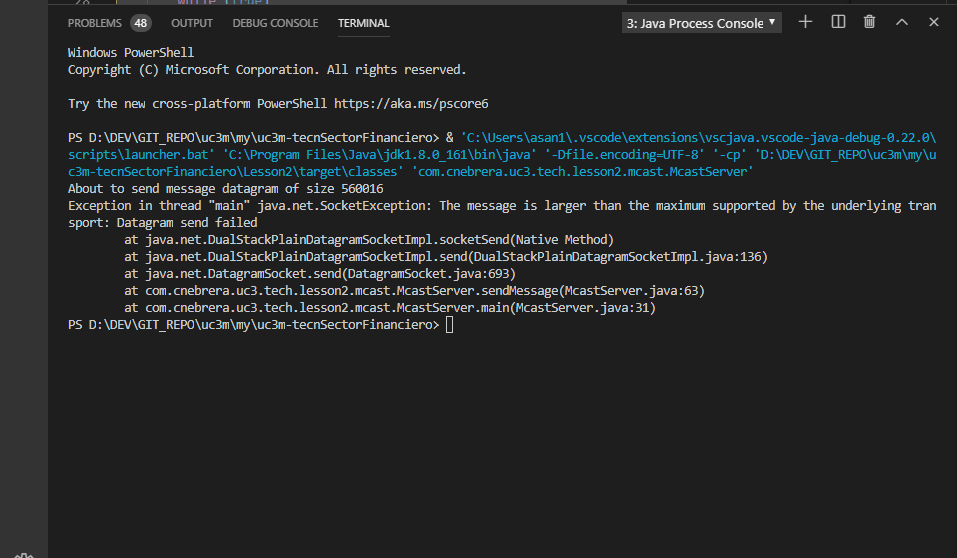 while (true)
PROBLEMS 48 OUTPUT DEBUG CONSOLE TERMINAL 3: Java Process Console
Windows PowerShell
Copyright (C) Microsoft Corporation. All rights reserved.
Try the new cross-platform PowerShell https://aka.ms/pscore6
PS D:\DEV\GIT_REPO\uc3m\my\uc3m-tecnSectorFinanciero> & 'C:\Users\asan1\.vscode\extensions\vscjava.vscode-java-debug-0.22.0\
scripts\launcher.bat' 'C:\Program Files\Java\jdk1.8.0_161\bin\java' '-Dfile.encoding=UTF-8' '-cp' 'D:\DEV\GIT_REPO\uc3m\my\u
c3m-tecnSectorFinanciero\Lesson2\target\classes' 'com.cnebrera.uc3.tech.lesson2.mcast.McastServer'
About to send message datagram of size 560016
Exception in thread "main" java.net.SocketException: The message is larger than the maximum supported by the underlying tran
sport: Datagram send failed
at java.net.DualStackPlainDatagramSocketImpl.socketSend(Native Method)
at java.net.DualStackPlainDatagramSocketImpl.send(DualStackPlainDatagramSocketImpl.java:136)
at java.net.DatagramSocket.send(DatagramSocket.java:693)
at com.cnebrera.uc3.tech.lesson2.mcast.McastServer.sendMessage(McastServer.java:63)
at com.cnebrera.uc3.tech.lesson2.mcast.McastServer.main(McastServer.java:31)
PS D:\DEV\GIT_REPO\uc3m\my\uc3m-tecnSectorFinanciero>